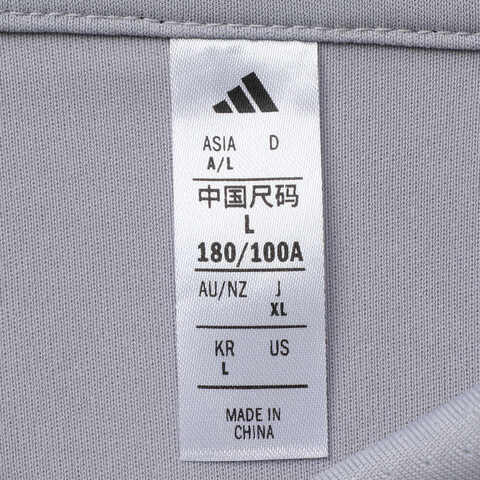 ASIA D
A/L
中国尺码
L
180/100A
AU/NZ J
XL
KR US
L
MADE IN
CHINA